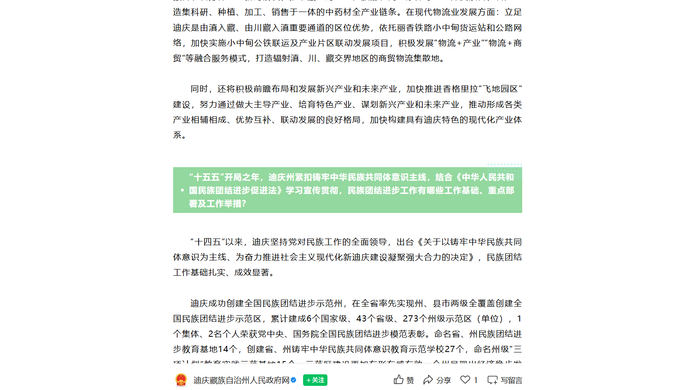 造集科研、种植、加工、销售于一体的中药材全产业链条。在现代物流业发展方面：立足
迪庆是由滇入藏、由川藏入滇重要通道的区位优势，依托丽香铁路小中甸货运站和公路网
络，加快实施小中甸公铁联运及产业片区联动发展项目，积极发展“物流+产业”“物流+商
贸”等融合服务模式，打造辐射滇、川、藏交界地区的商贸物流集散地。
同时，还将积极前瞻布局和发展新兴产业和未来产业，加快推进香格里拉“飞地园区”
建设，努力通过做大主导产业、培育特色产业、谋划新兴产业和未来产业，推动形成各类
产业相辅相成、优势互补、联动发展的良好格局，加快构建具有迪庆特色的现代化产业体
系。
“十五五”开局之年，迪庆州紧扣铸牢中华民族共同体意识主线，结合《中华人民共和
国民族团结进步促进法》学习宣传贯彻，民族团结进步工作有哪些工作基础、重点部
署及工作举措？
“十四五”以来，迪庆坚持党对民族工作的全面领导，出台《关于以铸牢中华民族共同
体意识为主线、为奋力推进社会主义现代化新迪庆建设凝聚强大合力的决定》，民族团结
工作基础扎实、成效显著。
迪庆成功创建全国民族团结进步示范州，在全省率先实现州、县市两级全覆盖创建全
国民族团结进步示范，累计建成6个国家级、43个省级、273个州级示范区（单位），1
个集体、2名个人荣获党中央、国务院全国民族团结进步模范表彰。命名省、州民族团结进
步教育基地14个，创建省、州铸牢中华民族共同体意识教育示范学校27个，命名州级“三
迪庆藏族自治州人民政府网
+关注
赞
分享
1
写留言